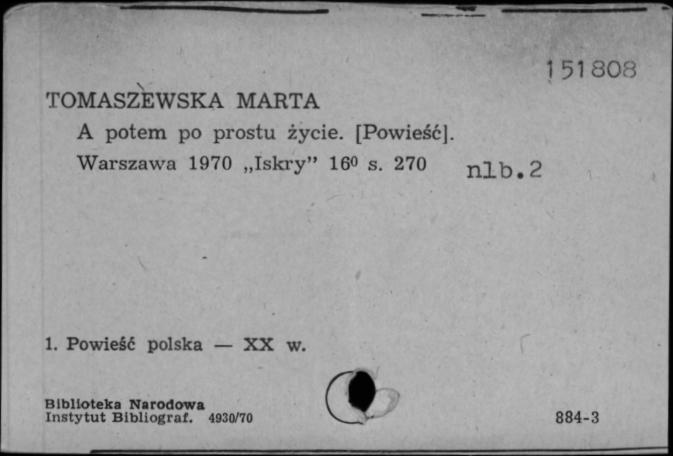 151808
TOMASZEWSKA MARTA
A potem po prostu życie. [Powieść].
Warszawa 1970 „Iskry” 16⁰ s. 270 nlb.2
1. Powieść polska — XX w.
Biblioteka Narodowa
Instytut Bibliograf. 4930/70
884-3